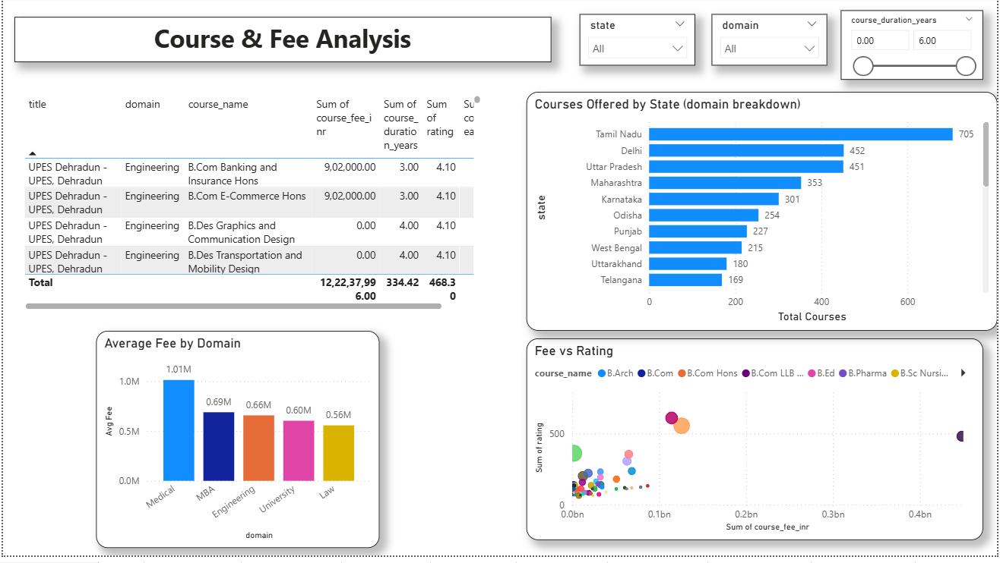 Course & Fee Analysis
state
All
domain
All
course_duration_years
0.00 6.00
title domain course_name Sum of course_fee_inr Sum of course_duration_years Sum of rating Su co ea
UPES Dehradun - UPES, Dehradun Engineering B.Com Banking and Insurance Hons 9,02,000.00 3.00 4.10
UPES Dehradun - UPES, Dehradun Engineering B.Com E-Commerce Hons 9,02,000.00 3.00 4.10
UPES Dehradun - UPES, Dehradun Engineering B.Des Graphics and Communication Design 0.00 4.00 4.10
UPES Dehradun - UPES, Dehradun Engineering B.Des Transportation and Mobility Design 0.00 4.00 4.10
Total 12,22,37,996.00 334.42 468.30
Courses Offered by State (domain breakdown)
state
Tamil Nadu 705
Delhi 452
Uttar Pradesh 451
Maharashtra 353
Karnataka 301
Odisha 254
Punjab 227
West Bengal 215
Uttarakhand 180
Telangana 169
0 200 400 600
Total Courses
Average Fee by Domain
Avg Fee
1.0M
0.5M
0.0M
1.01M 0.69M 0.66M 0.60M 0.56M
Medical MBA Engineering University Law
domain
Fee vs Rating
course_name B.Arch B.Com B.Com Hons B.Com LLB ... B.Ed B.Pharma B.Sc Nursi...
Sum of rating
500
0
0.0bn 0.1bn 0.2bn 0.3bn 0.4bn
Sum of course_fee_inr